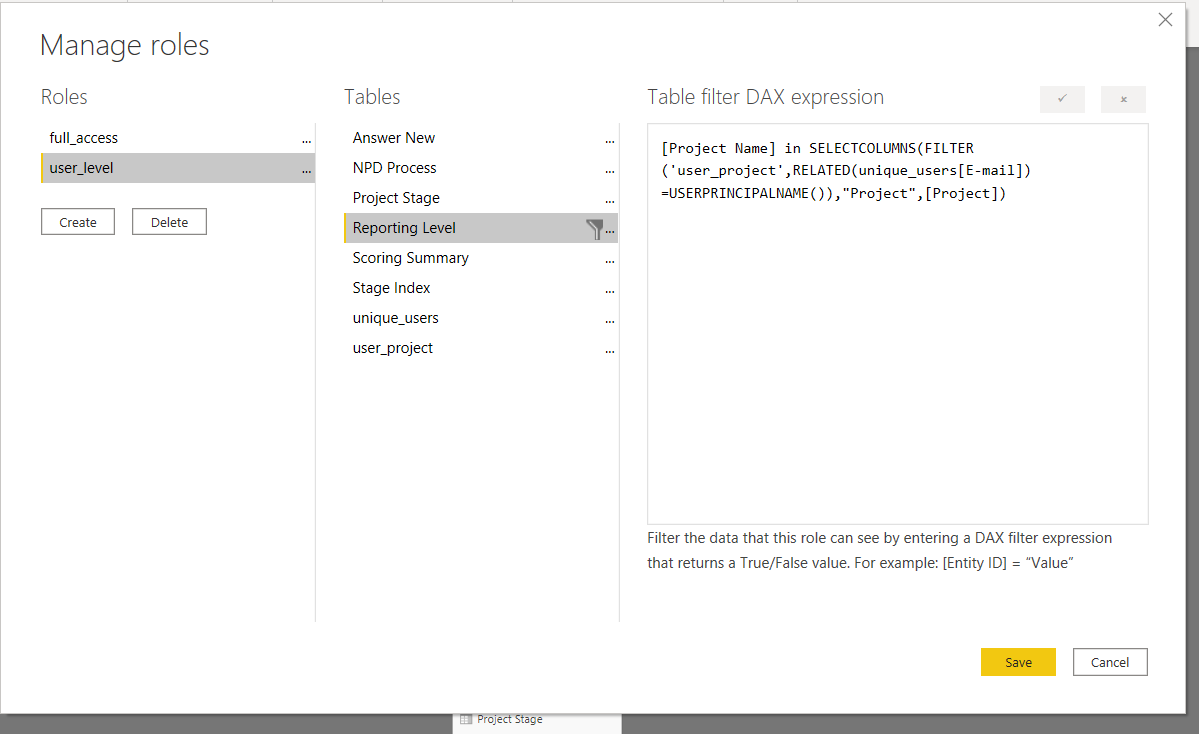 Manage roles
Roles
full_access
...
user_level
...
Create
Delete
Tables
Answer New
...
NPD Process
...
Project Stage
...
Reporting Level
...
Scoring Summary
...
Stage Index
...
unique_users
...
user_project
...
Table filter DAX expression
[Project Name] in SELECTCOLUMNS(FILTER
('user_project',RELATED(unique_users[E-mail])
=USERPRINCIPALNAME()),"Project",[Project])
Filter the data that this role can see by entering a DAX filter expression
that returns a True/False value. For example: [Entity ID] = “Value”
Save
Cancel
Project Stage